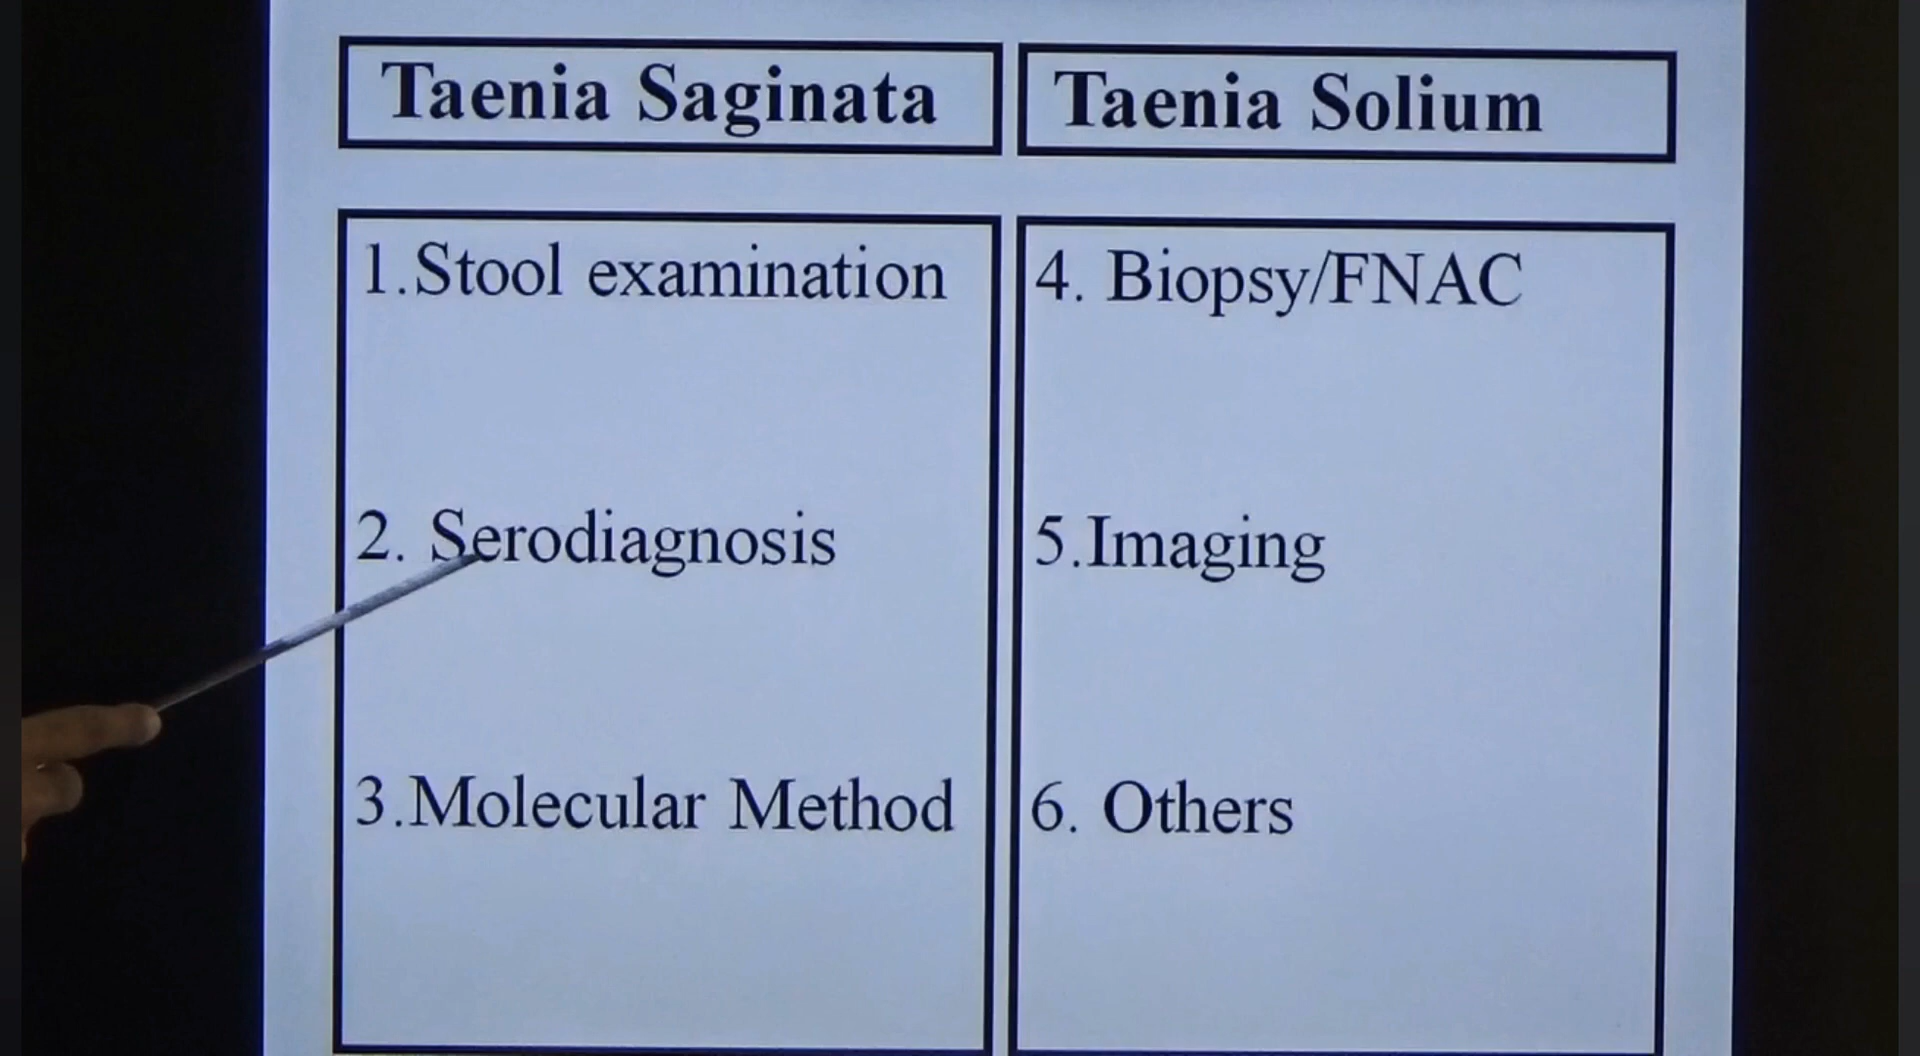 Taenia Saginata
Taenia Solium
1.Stool examination
2. Serodiagnosis
3.Molecular Method
4. Biopsy/FNAC
5.Imaging
6. Others